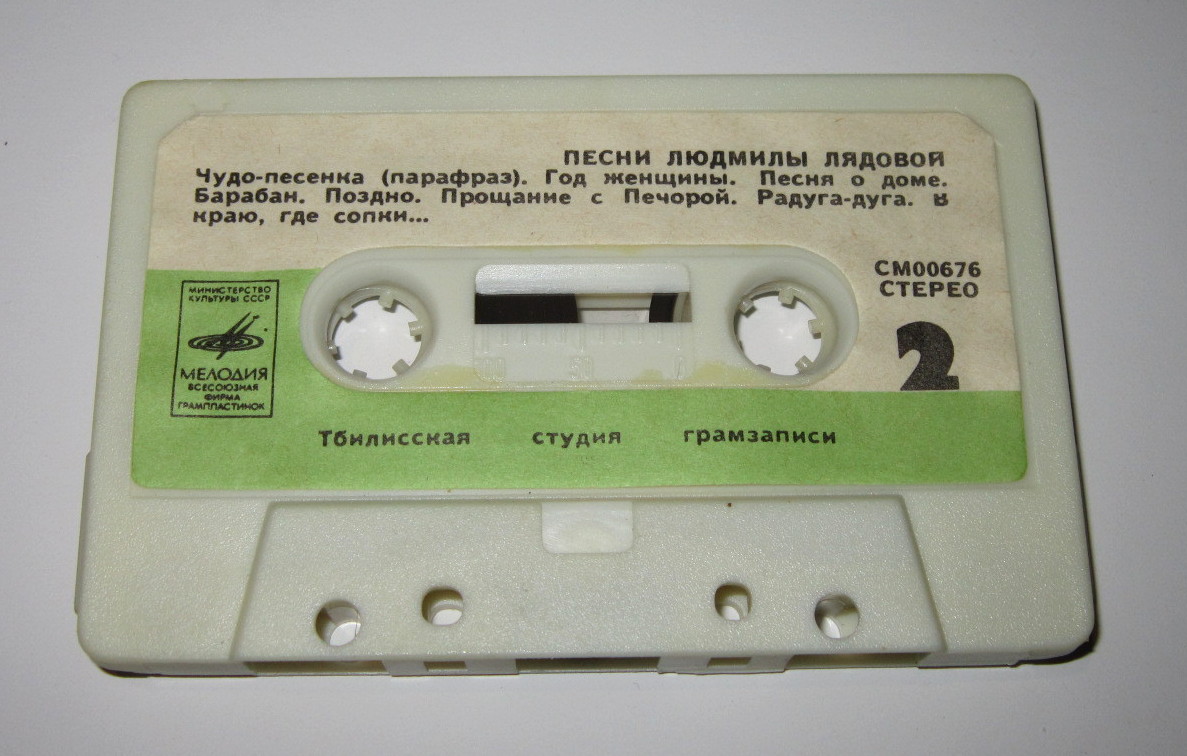 ПЕСНИ ЛЮДМИЛЫ ЛЯДОВОЙ
Чудо-песенка (парафраз). Год женщины. Песня о доме.
Барабан. Поздно. Прощание с Печорой. Радуга-дуга. В
краю, где сопки...
МИНИСТЕРСТВО
КУЛЬТУРЫ СССР
МЕЛОДИЯ
ВСЕСОЮЗНАЯ
ФИРМА
ГРАМПЛАСТИНОК
СМ00676
СТЕРЕО
2
50
Тбилисская студия грамзаписи